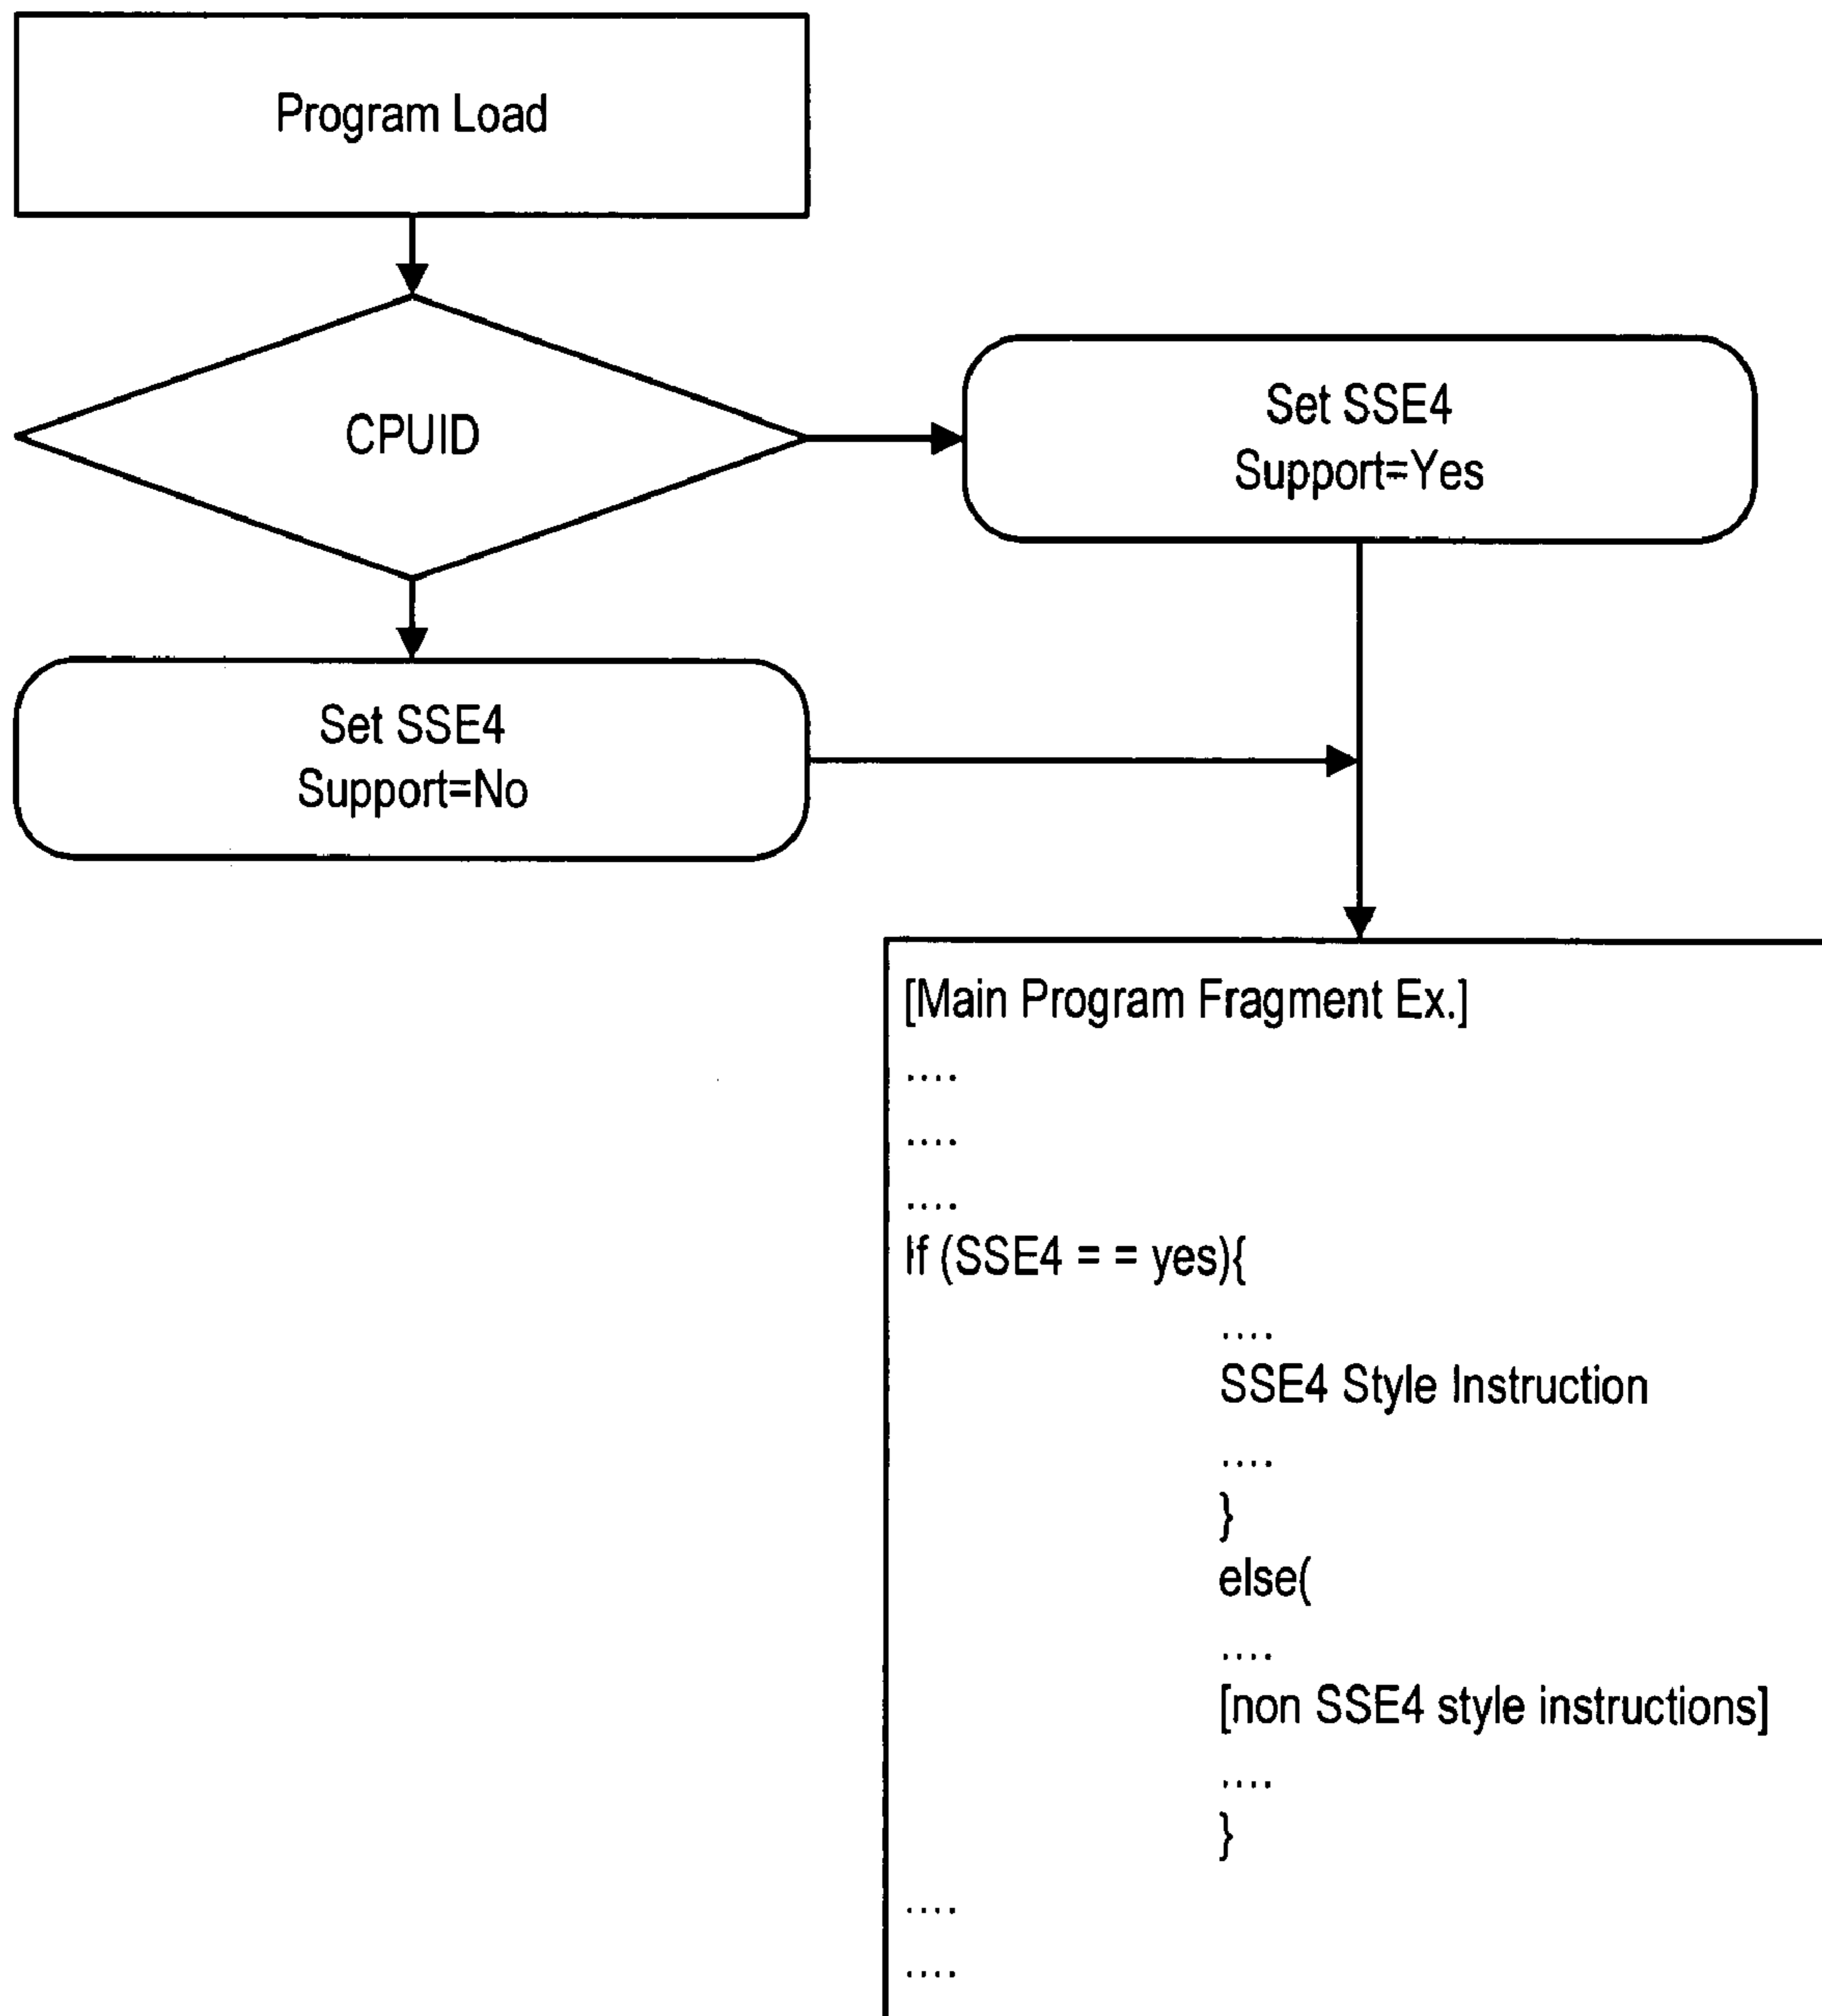 Program Load
CPUID
Set SSE4
Support=Yes
Set SSE4
Support=No
[Main Program Fragment Ex.]
....
....
....
If (SSE4 = = yes){
....
SSE4 Style Instruction
....
}
else(
....
[non SSE4 style instructions]
....
}
....
....